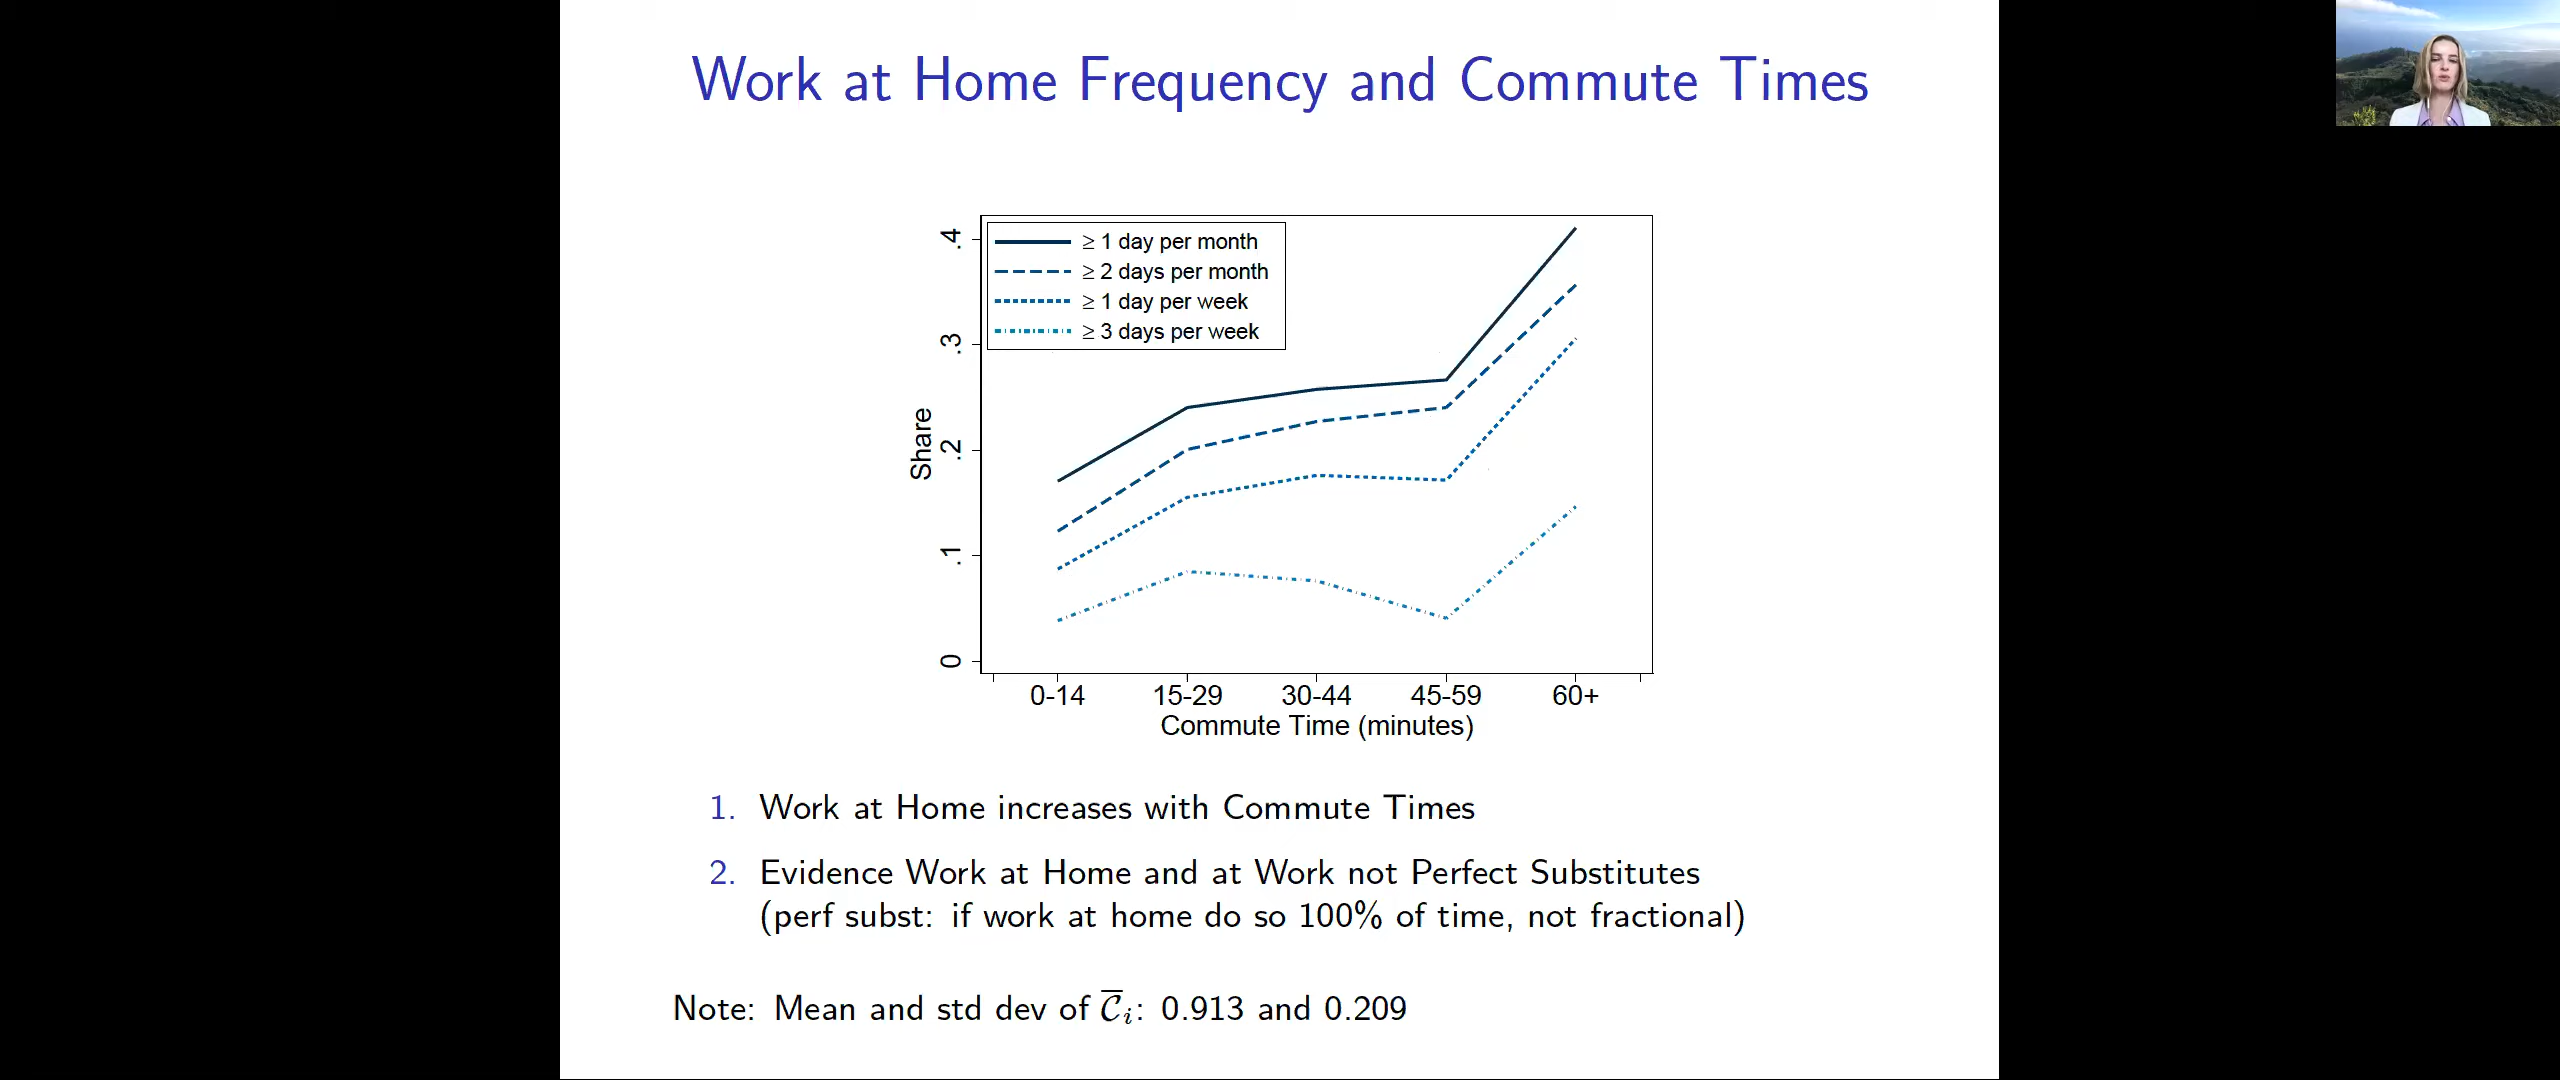 Work at Home Frequency and Commute Times
≥ 1 day per month
≥ 2 days per month
≥ 1 day per week
≥ 3 days per week
.4
.3
.2
.1
0
Share
0-14 15-29 30-44 45-59 60+
Commute Time (minutes)
1. Work at Home increases with Commute Times
2. Evidence Work at Home and at Work not Perfect Substitutes
(perf subst: if work at home do so 100% of time, not fractional)
Note: Mean and std dev of C̅ᵢ: 0.913 and 0.209